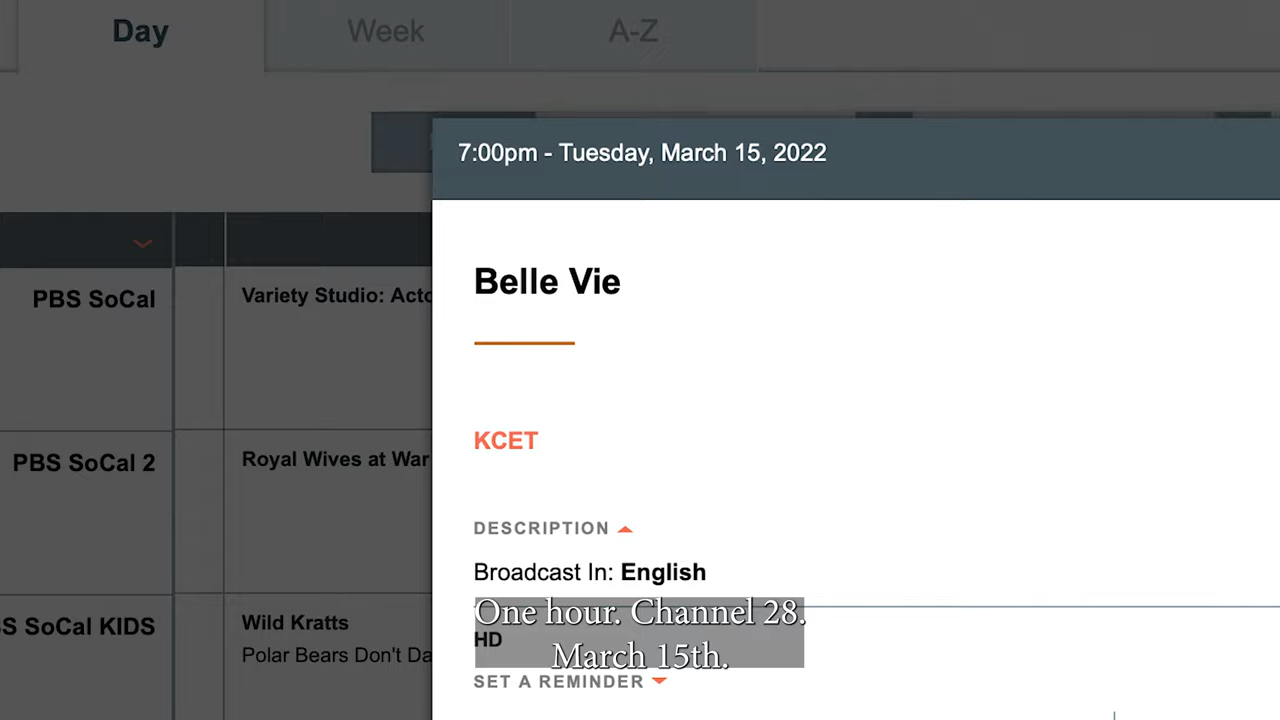 Day
Week
A-Z
7:00pm - Tuesday, March 15, 2022
Belle Vie
PBS SoCal
Variety Studio: Acto
KCET
PBS SoCal 2
Royal Wives at War
DESCRIPTION
Broadcast In: English
One hour. Channel 28.
March 15th.
HD
S SoCal KIDS
Wild Kratts
Polar Bears Don't Da
SET A REMINDER